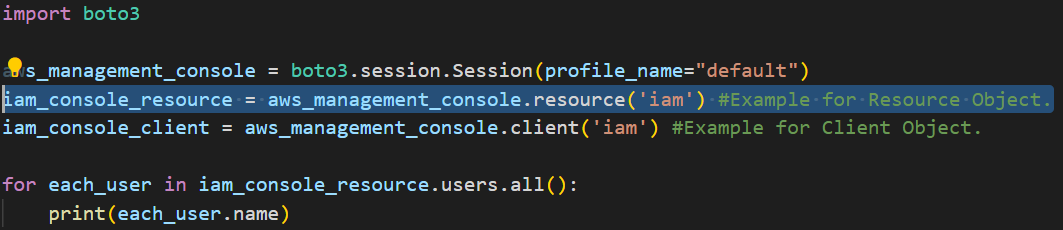 import boto3
aws_management_console = boto3.session.Session(profile_name="default")
iam_console_resource = aws_management_console.resource('iam') #Example for Resource Object.
iam_console_client = aws_management_console.client('iam') #Example for Client Object.
for each_user in iam_console_resource.users.all():
    print(each_user.name)